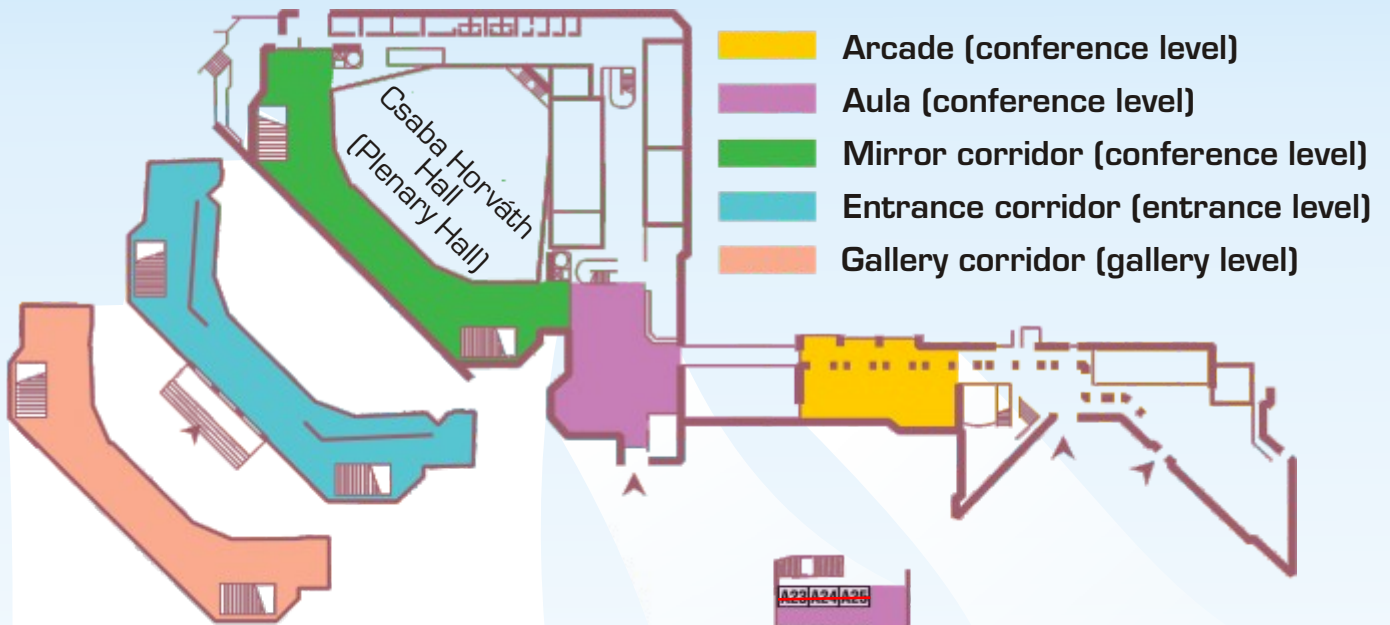 Csaba Horváth
Hall
(Plenary Hall)
Arcade (conference level)
Aula (conference level)
Mirror corridor (conference level)
Entrance corridor (entrance level)
Gallery corridor (gallery level)
A23 A24 A25